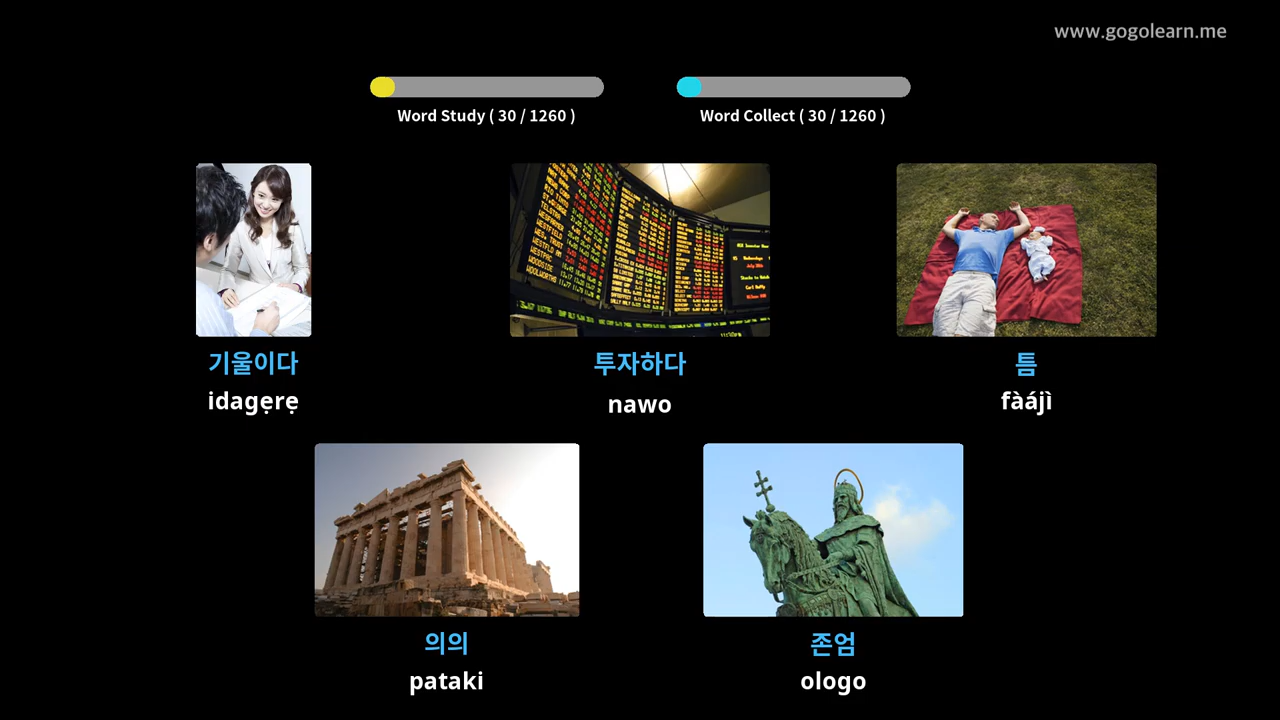 www.gogolearn.me
Word Study ( 30 / 1260 )
Word Collect ( 30 / 1260 )
기울이다
idagẹrẹ
투자하다
nawo
틈
fàájì
의의
pataki
존엄
ologo